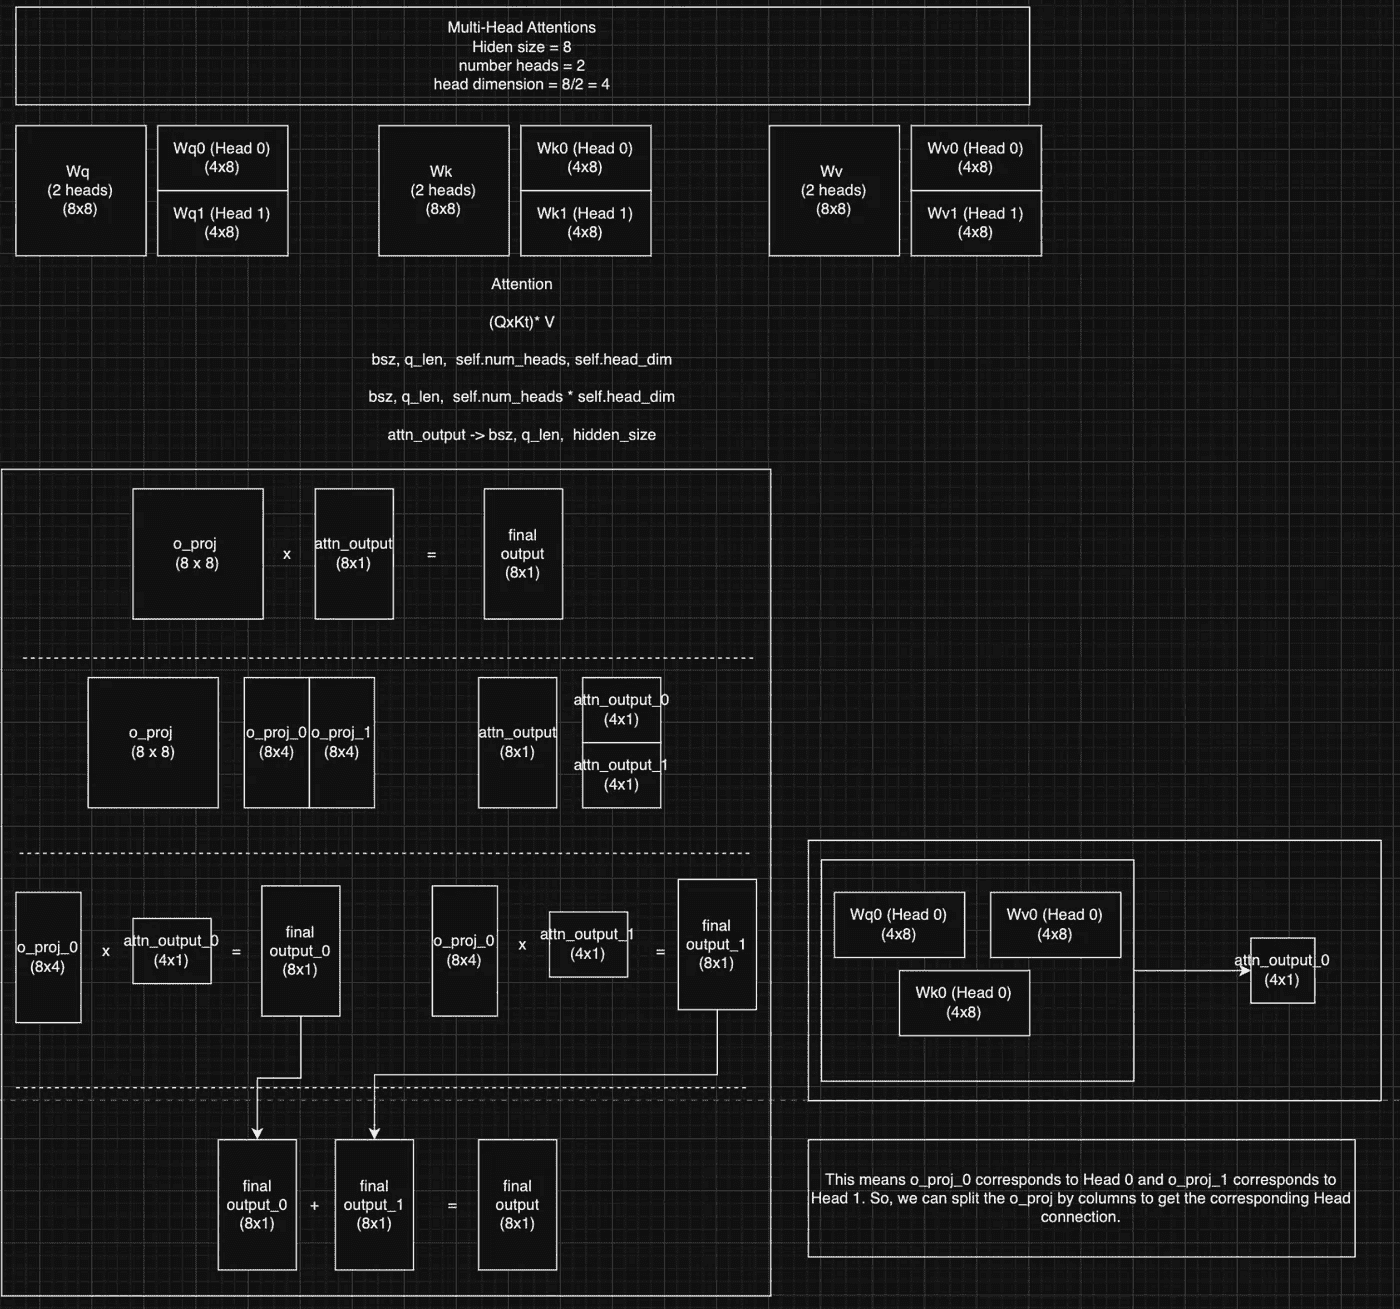 Multi-Head Attentions
Hiden size = 8
number heads = 2
head dimension = 8/2 = 4
Wq
(2 heads)
(8x8)
Wq0 (Head 0)
(4x8)
Wq1 (Head 1)
(4x8)
Wk
(2 heads)
(8x8)
Wk0 (Head 0)
(4x8)
Wk1 (Head 1)
(4x8)
Wv
(2 heads)
(8x8)
Wv0 (Head 0)
(4x8)
Wv1 (Head 1)
(4x8)
Attention
(QxKt)* V
bsz, q_len, self.num_heads, self.head_dim
bsz, q_len, self.num_heads * self.head_dim
attn_output -> bsz, q_len, hidden_size
o_proj
(8 x 8)
x
attn_output
(8x1)
=
final
output
(8x1)
o_proj
(8 x 8)
o_proj_0
(8x4)
o_proj_1
(8x4)
attn_output
(8x1)
attn_output_0
(4x1)
attn_output_1
(4x1)
o_proj_0
(8x4)
x
attn_output_0
(4x1)
=
final
output_0
(8x1)
o_proj_0
(8x4)
x
attn_output_1
(4x1)
=
final
output_1
(8x1)
Wq0 (Head 0)
(4x8)
Wv0 (Head 0)
(4x8)
Wk0 (Head 0)
(4x8)
attn_output_0
(4x1)
final
output_0
(8x1)
+
final
output_1
(8x1)
=
final
output
(8x1)
This means o_proj_0 corresponds to Head 0 and o_proj_1 corresponds to
Head 1. So, we can split the o_proj by columns to get the corresponding Head
connection.